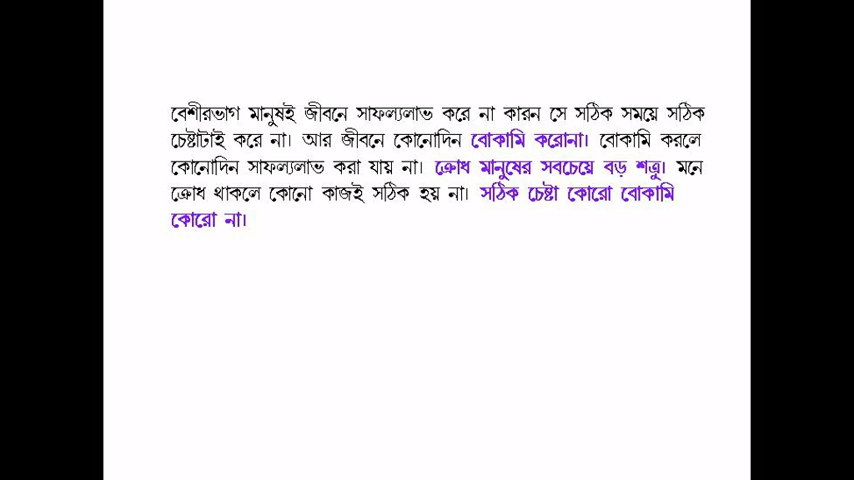 বেশীরভাগ মানুষই জীবনে সাফল্যলাভ করে না কারন সে সঠিক সময়ে সঠিক
চেষ্টাটাই করে না। আর জীবনে কোনোদিন বোকামি করোনা। বোকামি করলে
কোনোদিন সাফল্যলাভ করা যায় না। ক্রোধ মানুষের সবচেয়ে বড় শত্রু। মনে
ক্রোধ থাকলে কোনো কাজই সঠিক হয় না। সঠিক চেষ্টা কোরো বোকামি
কোরো না।